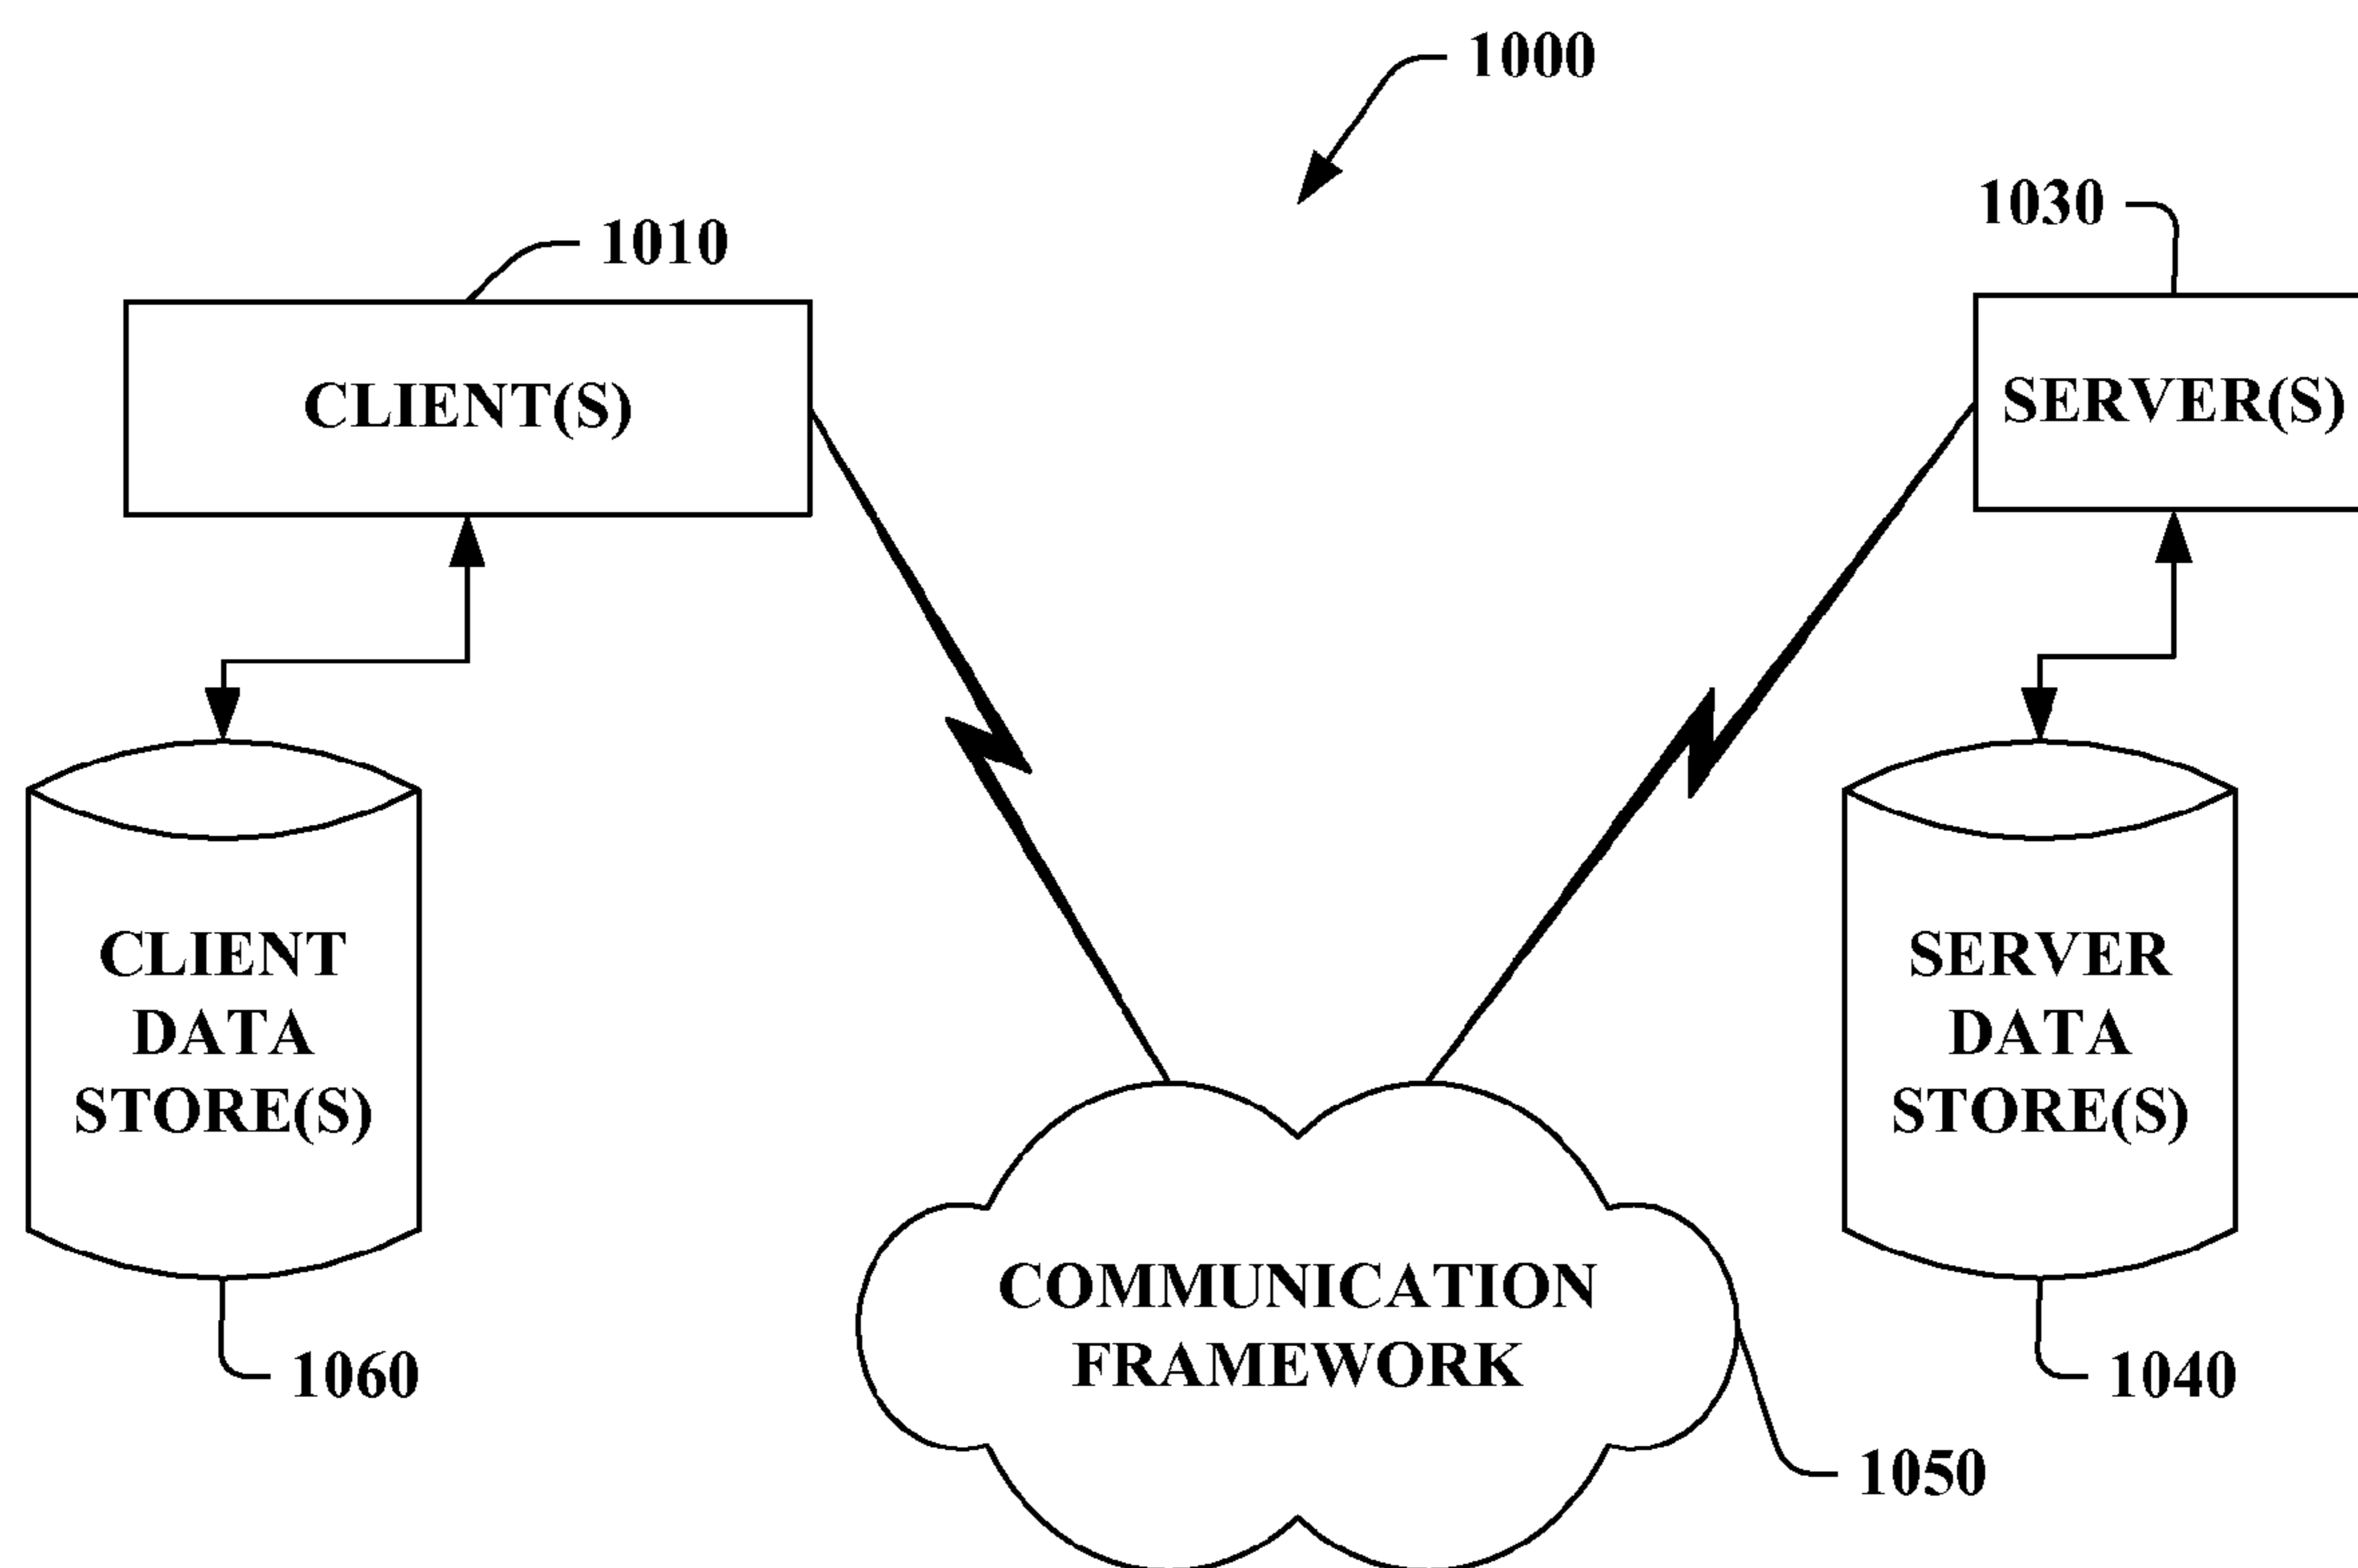 1000
1030
1010
CLIENT(S)
SERVER(S)
CLIENT
DATA
STORE(S)
SERVER
DATA
STORE(S)
COMMUNICATION
FRAMEWORK
1060
1040
1050